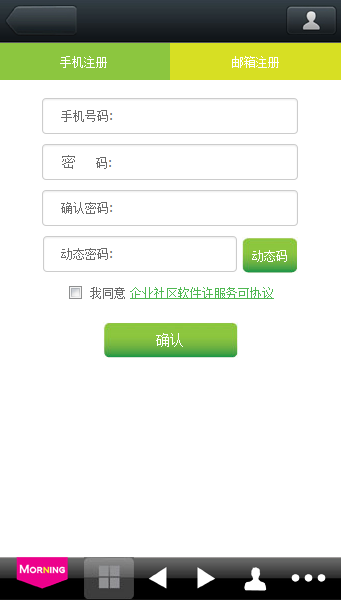 手机注册 邮箱注册
手机号码:
密 码:
确认密码:
动态密码: 动态码
我同意 企业社区软件许服务可协议
确认
MORNING